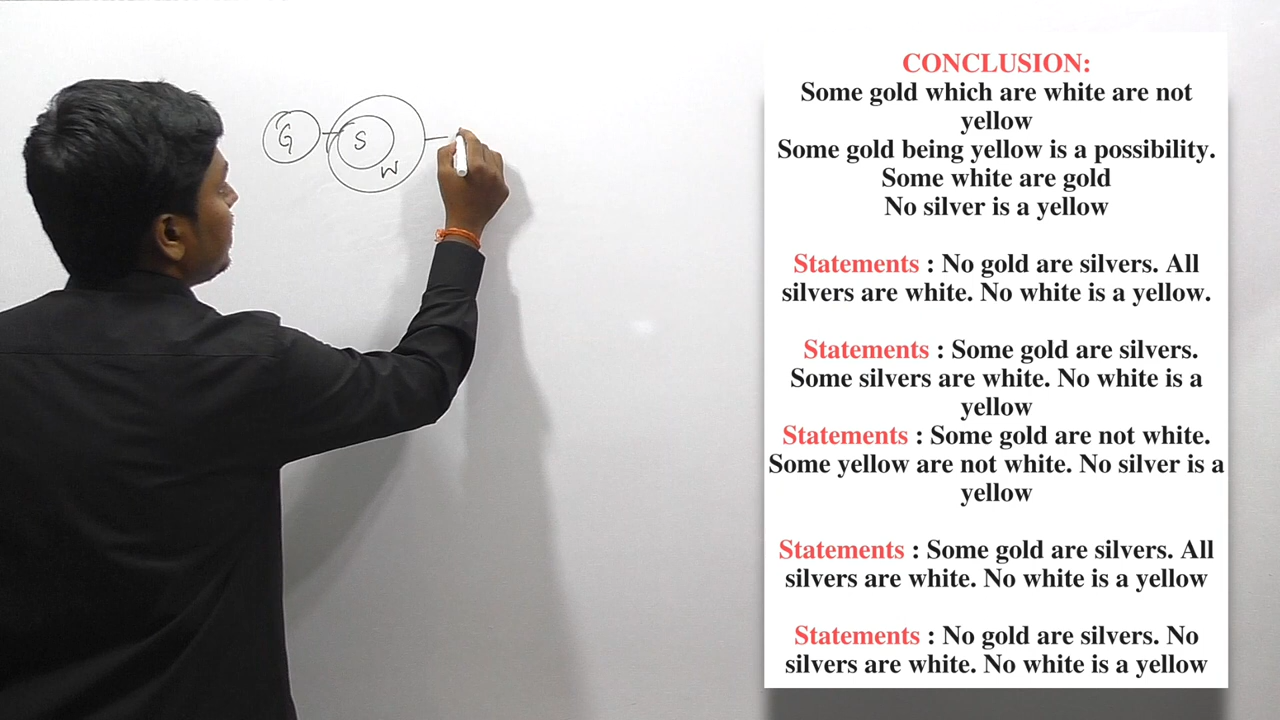 G S W
CONCLUSION:
Some gold which are white are not
yellow
Some gold being yellow is a possibility.
Some white are gold
No silver is a yellow
Statements : No gold are silvers. All
silvers are white. No white is a yellow.
Statements : Some gold are silvers.
Some silvers are white. No white is a
yellow
Statements : Some gold are not white.
Some yellow are not white. No silver is a
yellow
Statements : Some gold are silvers. All
silvers are white. No white is a yellow
Statements : No gold are silvers. No
silvers are white. No white is a yellow